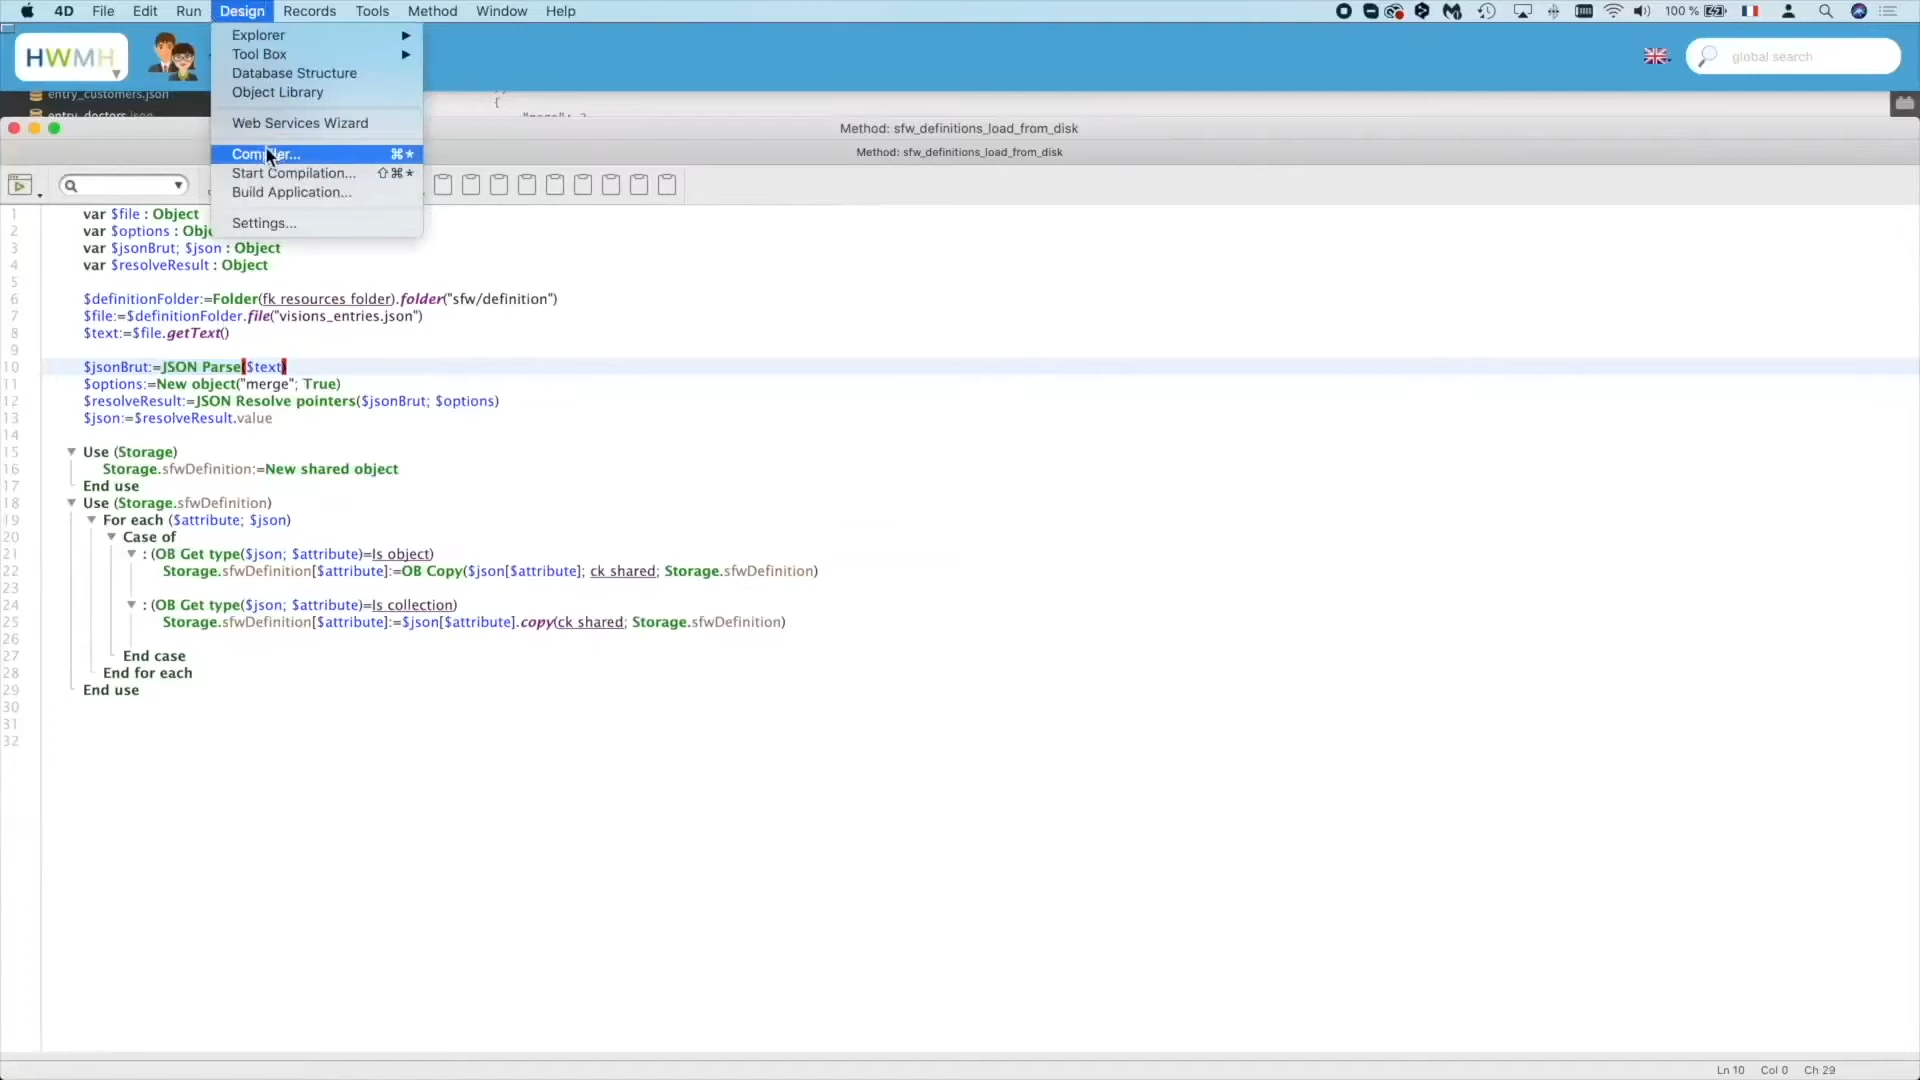 4D File Edit Run Design Records Tools Method Window Help 100 %
HWMH
global search
Explorer
Tool Box
Database Structure
Object Library
Web Services Wizard
Compiler... ⌘*
Start Compilation... ⇧⌘*
Build Application...
Settings...
entry_customers.json
{
Method: sfw_definitions_load_from_disk
Method: sfw_definitions_load_from_disk
1 var $file : Object
2 var $options : Obj
3 var $jsonBrut; $json : Object
4 var $resolveResult : Object
5
6 $definitionFolder:=Folder(fk resources folder).folder("sfw/definition")
7 $file:=$definitionFolder.file("visions_entries.json")
8 $text:=$file.getText()
9
10 $jsonBrut:=JSON Parse($text)
11 $options:=New object("merge"; True)
12 $resolveResult:=JSON Resolve pointers($jsonBrut; $options)
13 $json:=$resolveResult.value
14
15 Use (Storage)
16 Storage.sfwDefinition:=New shared object
17 End use
18 Use (Storage.sfwDefinition)
19 For each ($attribute; $json)
20 Case of
21 : (OB Get type($json; $attribute)=Is object)
22 Storage.sfwDefinition[$attribute]:=OB Copy($json[$attribute]; ck shared; Storage.sfwDefinition)
23
24 : (OB Get type($json; $attribute)=Is collection)
25 Storage.sfwDefinition[$attribute]:=$json[$attribute].copy(ck shared; Storage.sfwDefinition)
26
27 End case
28 End for each
29 End use
30
31
32
Ln 10 Col 0 Ch 29